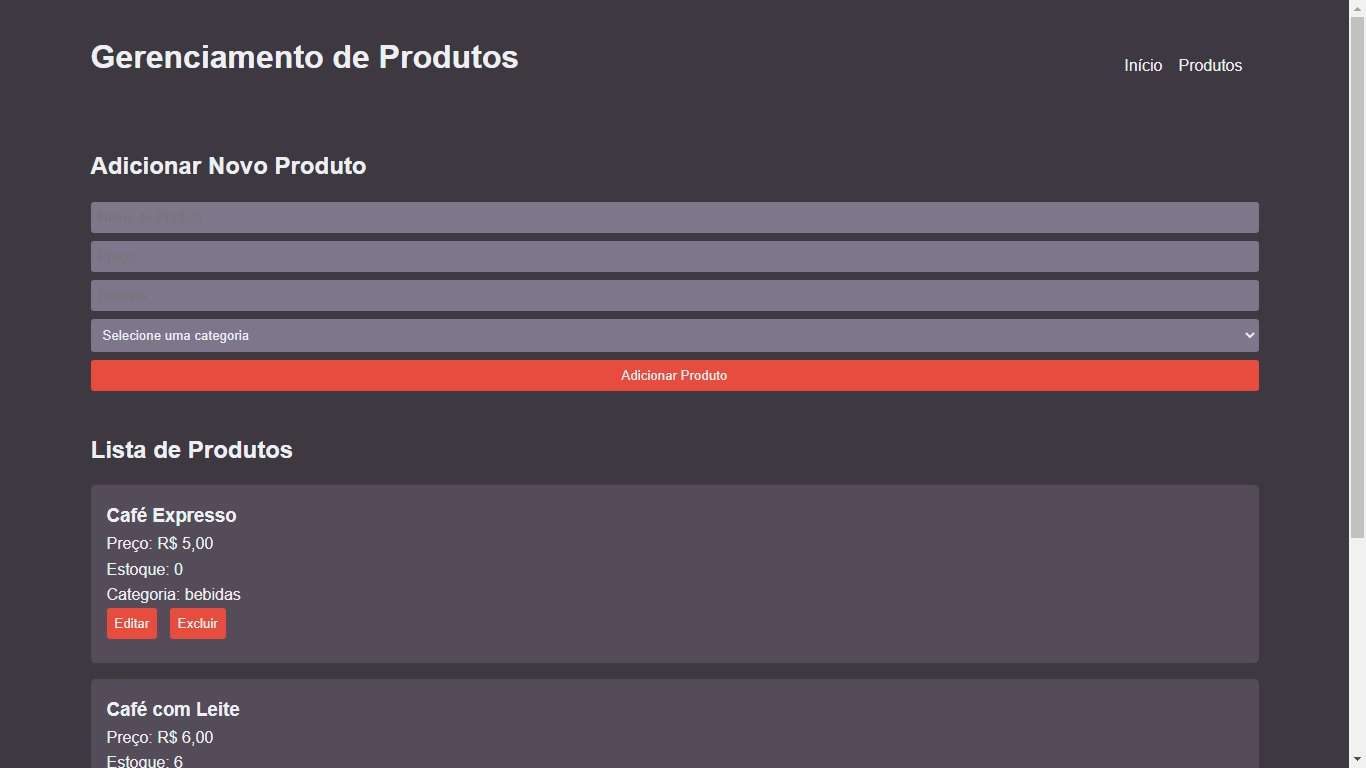 Gerenciamento de Produtos
Início Produtos
Adicionar Novo Produto
Nome do Produto
Preço
Estoque
Selecione uma categoria
Adicionar Produto
Lista de Produtos
Café Expresso
Preço: R$ 5,00
Estoque: 0
Categoria: bebidas
Editar Excluir
Café com Leite
Preço: R$ 6,00
Estoque: 6